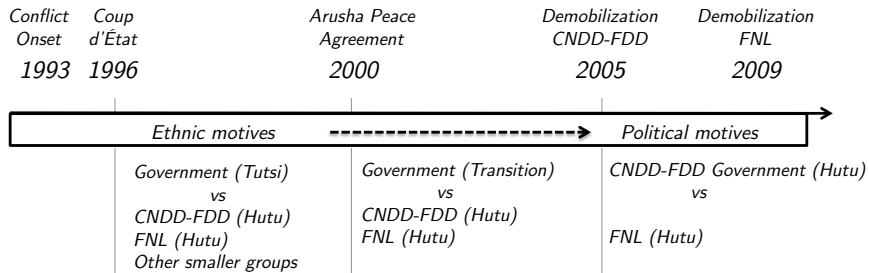 Conflict
Onset
1993
Coup
d'État
1996
Arusha Peace
Agreement
2000
Demobilization
CNDD-FDD
2005
Demobilization
FNL
2009
Ethnic motives
Political motives
Government (Tutsi)
vs
CNDD-FDD (Hutu)
FNL (Hutu)
Other smaller groups
Government (Transition)
vs
CNDD-FDD (Hutu)
FNL (Hutu)
CNDD-FDD Government (Hutu)
vs
FNL (Hutu)